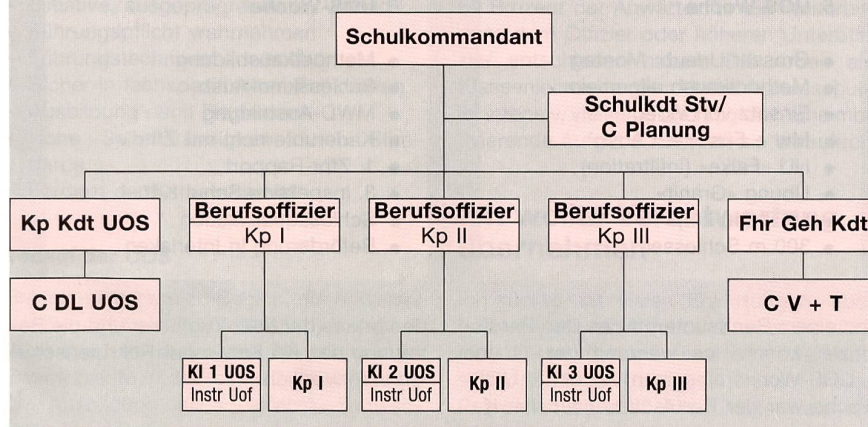 Schulkommandant
Schulkdt Stv/
C Planung
Kp Kdt UOS
Berufsoffizier
Kp I
Berufsoffizier
Kp II
Berufsoffizier
Kp III
Fhr Geh Kdt
C DL UOS
C V + T
Kl 1 UOS
Instr Uof
Kp I
Kl 2 UOS
Instr Uof
Kp II
Kl 3 UOS
Instr Uof
Kp III